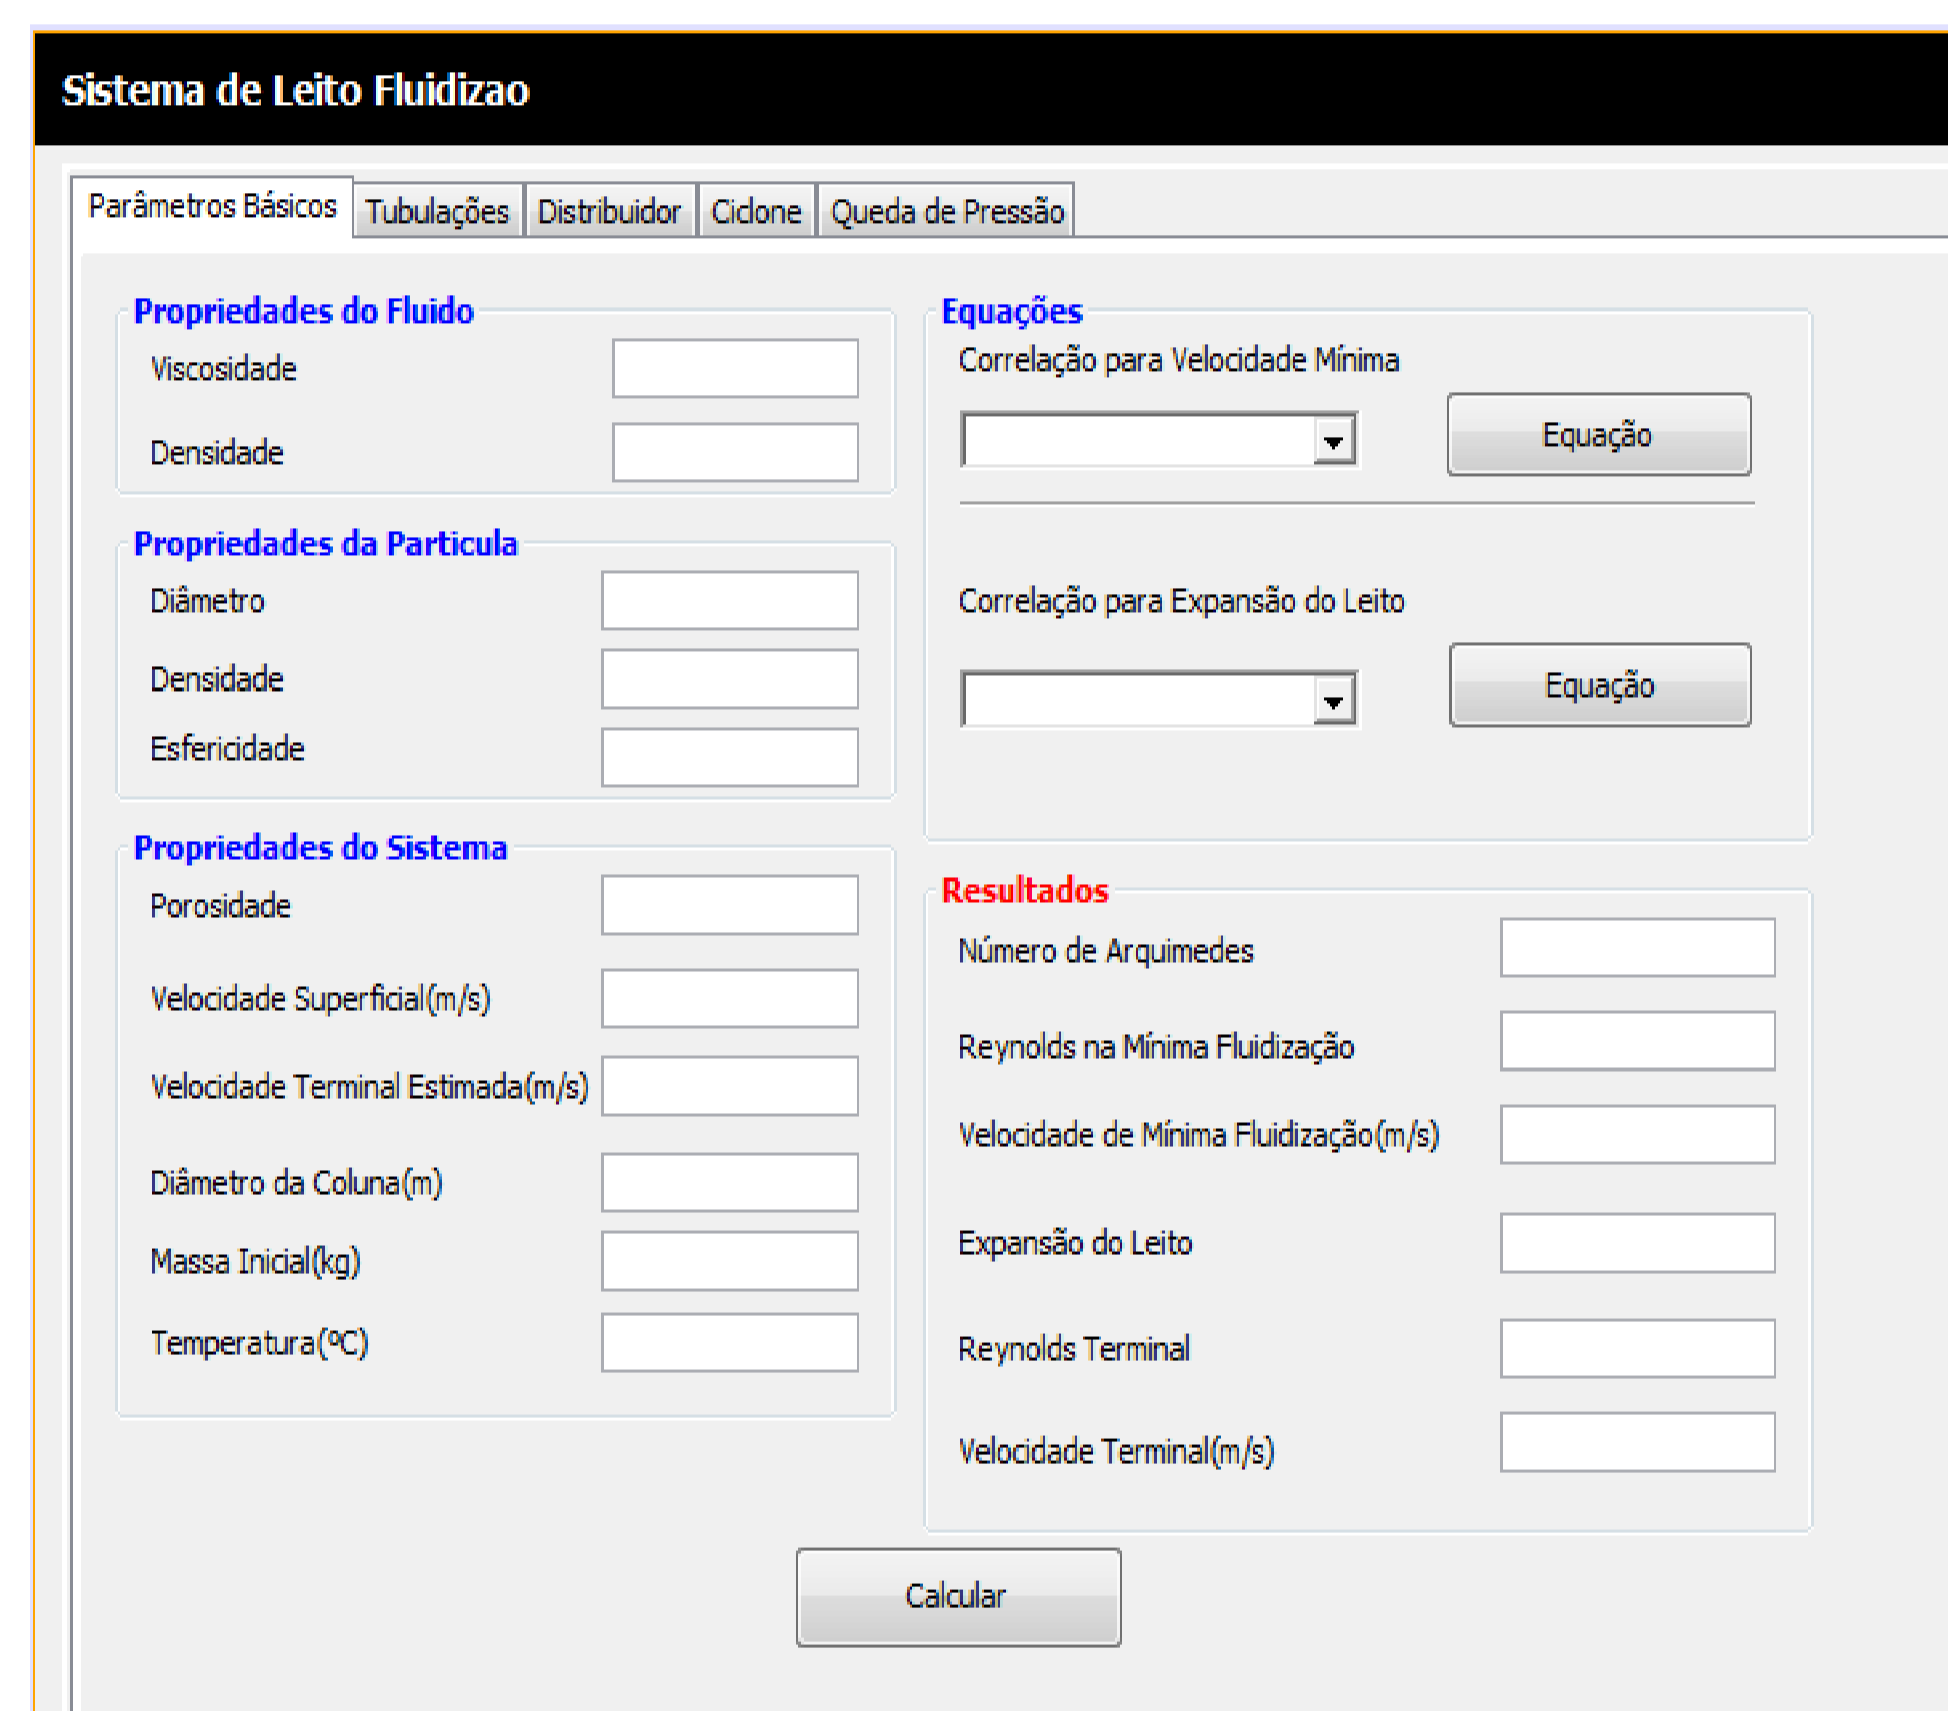 Sistema de Leito Fluidizao
Parâmetros Básicos Tubulações Distribuidor Ciclone Queda de Pressão
Propriedades do Fluido
Viscosidade
Densidade
Propriedades da Particula
Diâmetro
Densidade
Esfericidade
Propriedades do Sistema
Porosidade
Velocidade Superficial(m/s)
Velocidade Terminal Estimada(m/s)
Diâmetro da Coluna(m)
Massa Inicial(kg)
Temperatura(ºC)
Equações
Correlação para Velocidade Mínima
Equação
Correlação para Expansão do Leito
Equação
Resultados
Número de Arquimedes
Reynolds na Mínima Fluidização
Velocidade de Mínima Fluidização(m/s)
Expansão do Leito
Reynolds Terminal
Velocidade Terminal(m/s)
Calcular